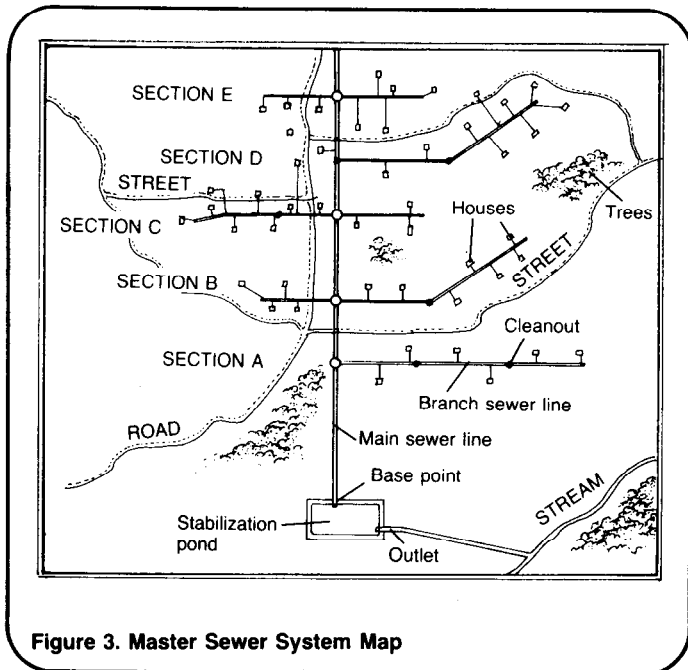 SECTION E
SECTION D
STREET
SECTION C
Houses
Trees
SECTION B
STREET
Cleanout
SECTION A
Branch sewer line
ROAD
Main sewer line
Base point
Stabilization
pond
STREAM
Outlet
Figure 3. Master Sewer System Map